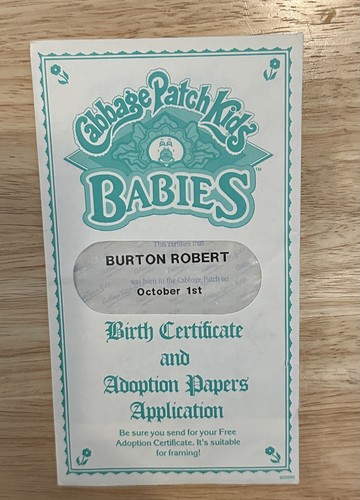 Cabbage Patch Kids
BABIES™
This certifies that
BURTON ROBERT
was born in the Cabbage Patch on
October 1st
Birth Certificate
and
Adoption Papers
Application
Be sure you send for your Free
Adoption Certificate. It's suitable
for framing!